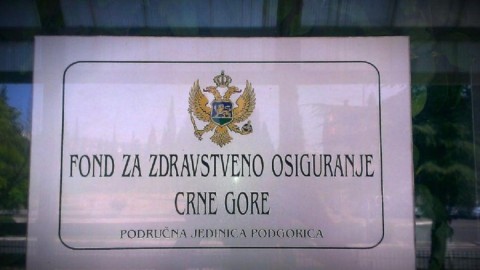 FOND ZA ZDRAVSTVENO OSIGURANJE
CRNE GORE
PODRUČNA JEDINICA PODGORICA